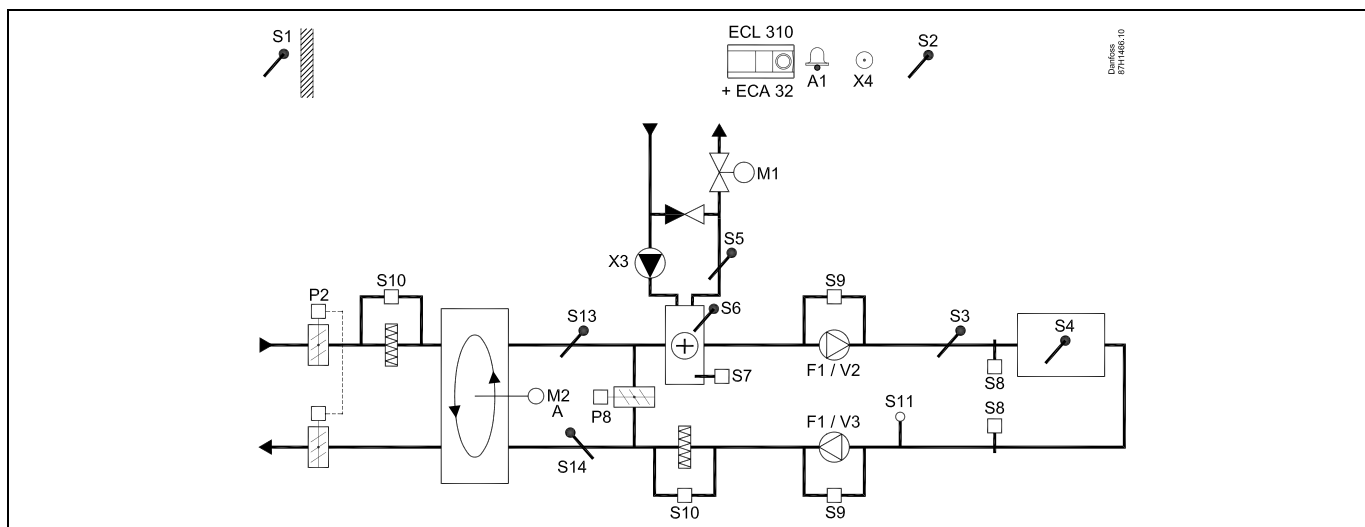 S1
ECL 310
+ ECA 32
A1
X4
S2
Danfoss
87H1466.10
M1
S5
X3
S10
P2
S13
S6
S9
S3
S4
S7
F1 / V2
S8
M2
A
P8
S11
S8
F1 / V3
S14
S10
S9